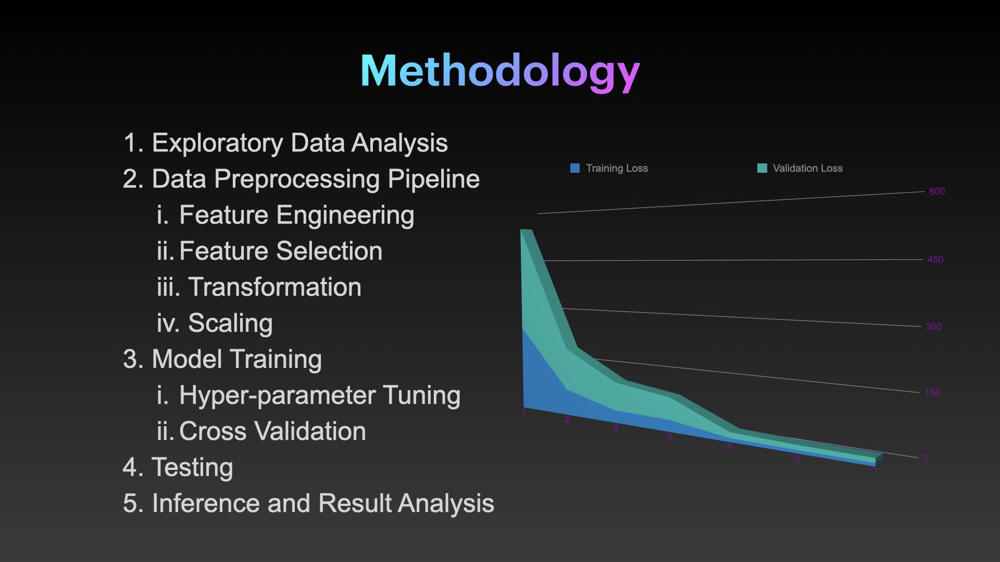 Methodology
1. Exploratory Data Analysis
2. Data Preprocessing Pipeline
i. Feature Engineering
ii. Feature Selection
iii. Transformation
iv. Scaling
3. Model Training
i. Hyper-parameter Tuning
ii. Cross Validation
4. Testing
5. Inference and Result Analysis
Training Loss
Validation Loss
600
450
300
150
0
1
2
3
4
5
6
7